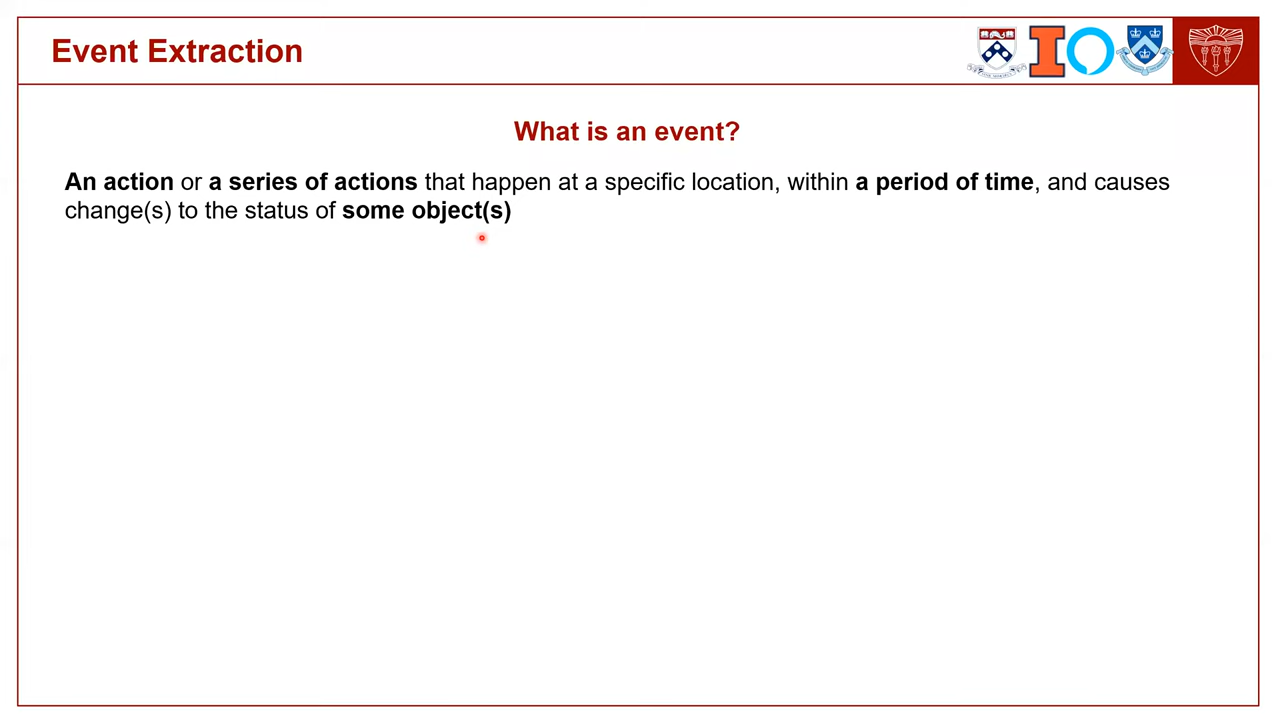 Event Extraction
What is an event?
An action or a series of actions that happen at a specific location, within a period of time, and causes
change(s) to the status of some object(s)